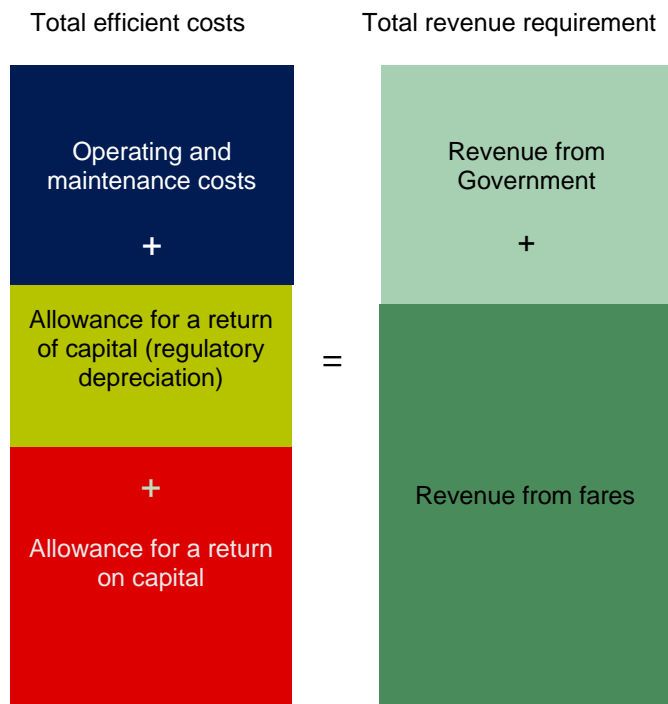 Total efficient costs
Total revenue requirement
Operating and
maintenance costs
+
Allowance for a return
of capital (regulatory
depreciation)
+
Allowance for a return
on capital
=
Revenue from
Government
+
Revenue from fares